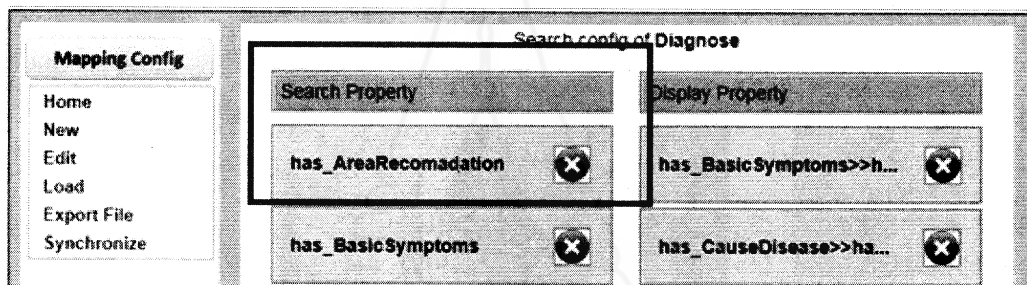 Search config of Diagnose
Mapping Config
Home
New
Edit
Load
Export File
Synchronize
Search Property
Display Property
has_AreaRecomadation
has_BasicSymptoms>>h...
has_BasicSymptoms
has_CauseDisease>>ha...